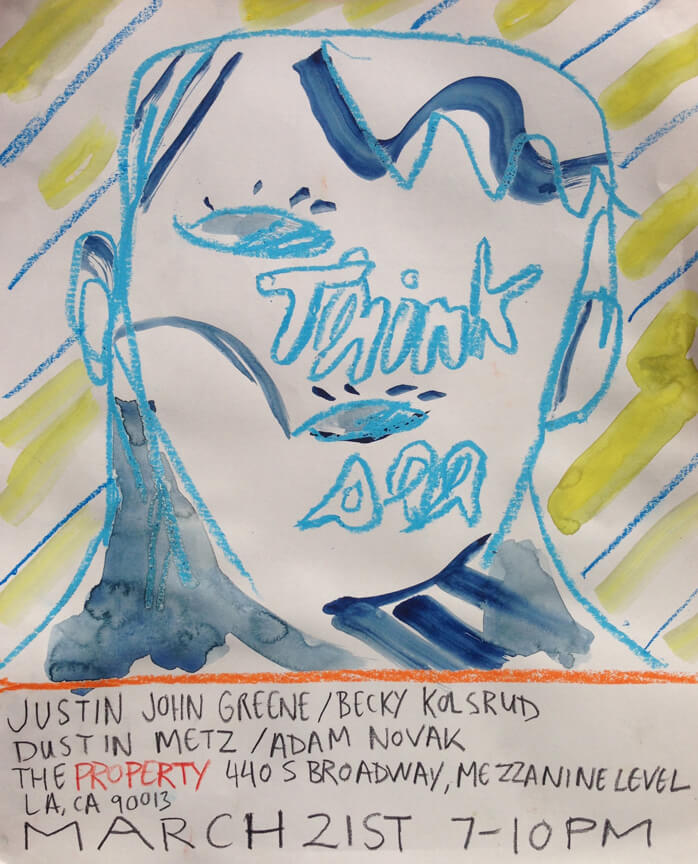 Think
JUSTIN JOHN GREENE / BECKY KOLSRUD
DUSTIN METZ / ADAM NOVAK
THE PROPERTY 440 S BROADWAY, MEZZANINE LEVEL
LA, CA 90013
MARCH 21ST 7-10PM